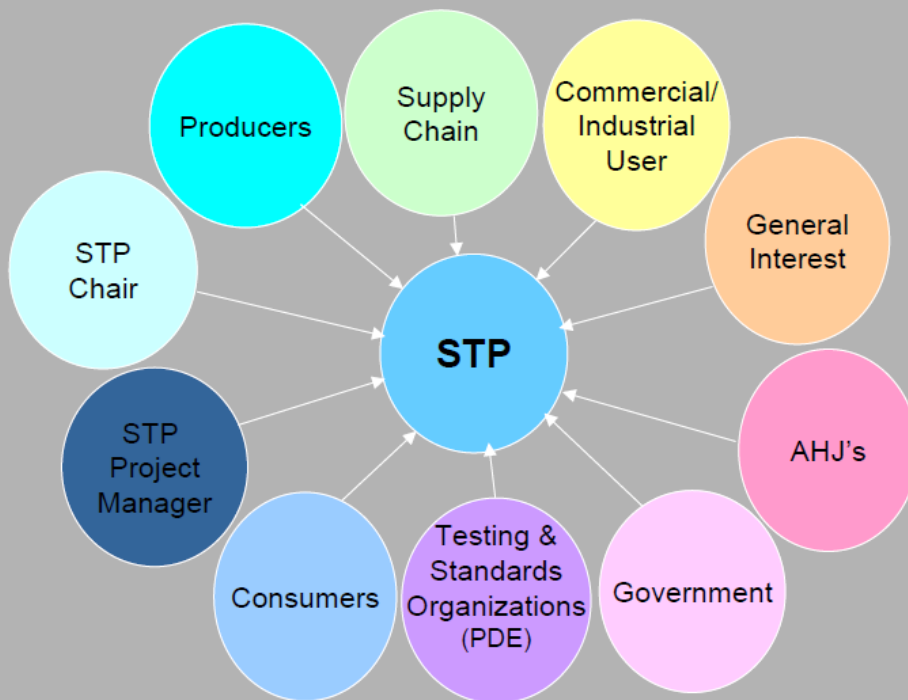 Producers
Supply
Chain
Commercial/
Industrial
User
General
Interest
STP
Chair
STP
AHJ's
STP
Project
Manager
Consumers
Testing &
Standards
Organizations
(PDE)
Government